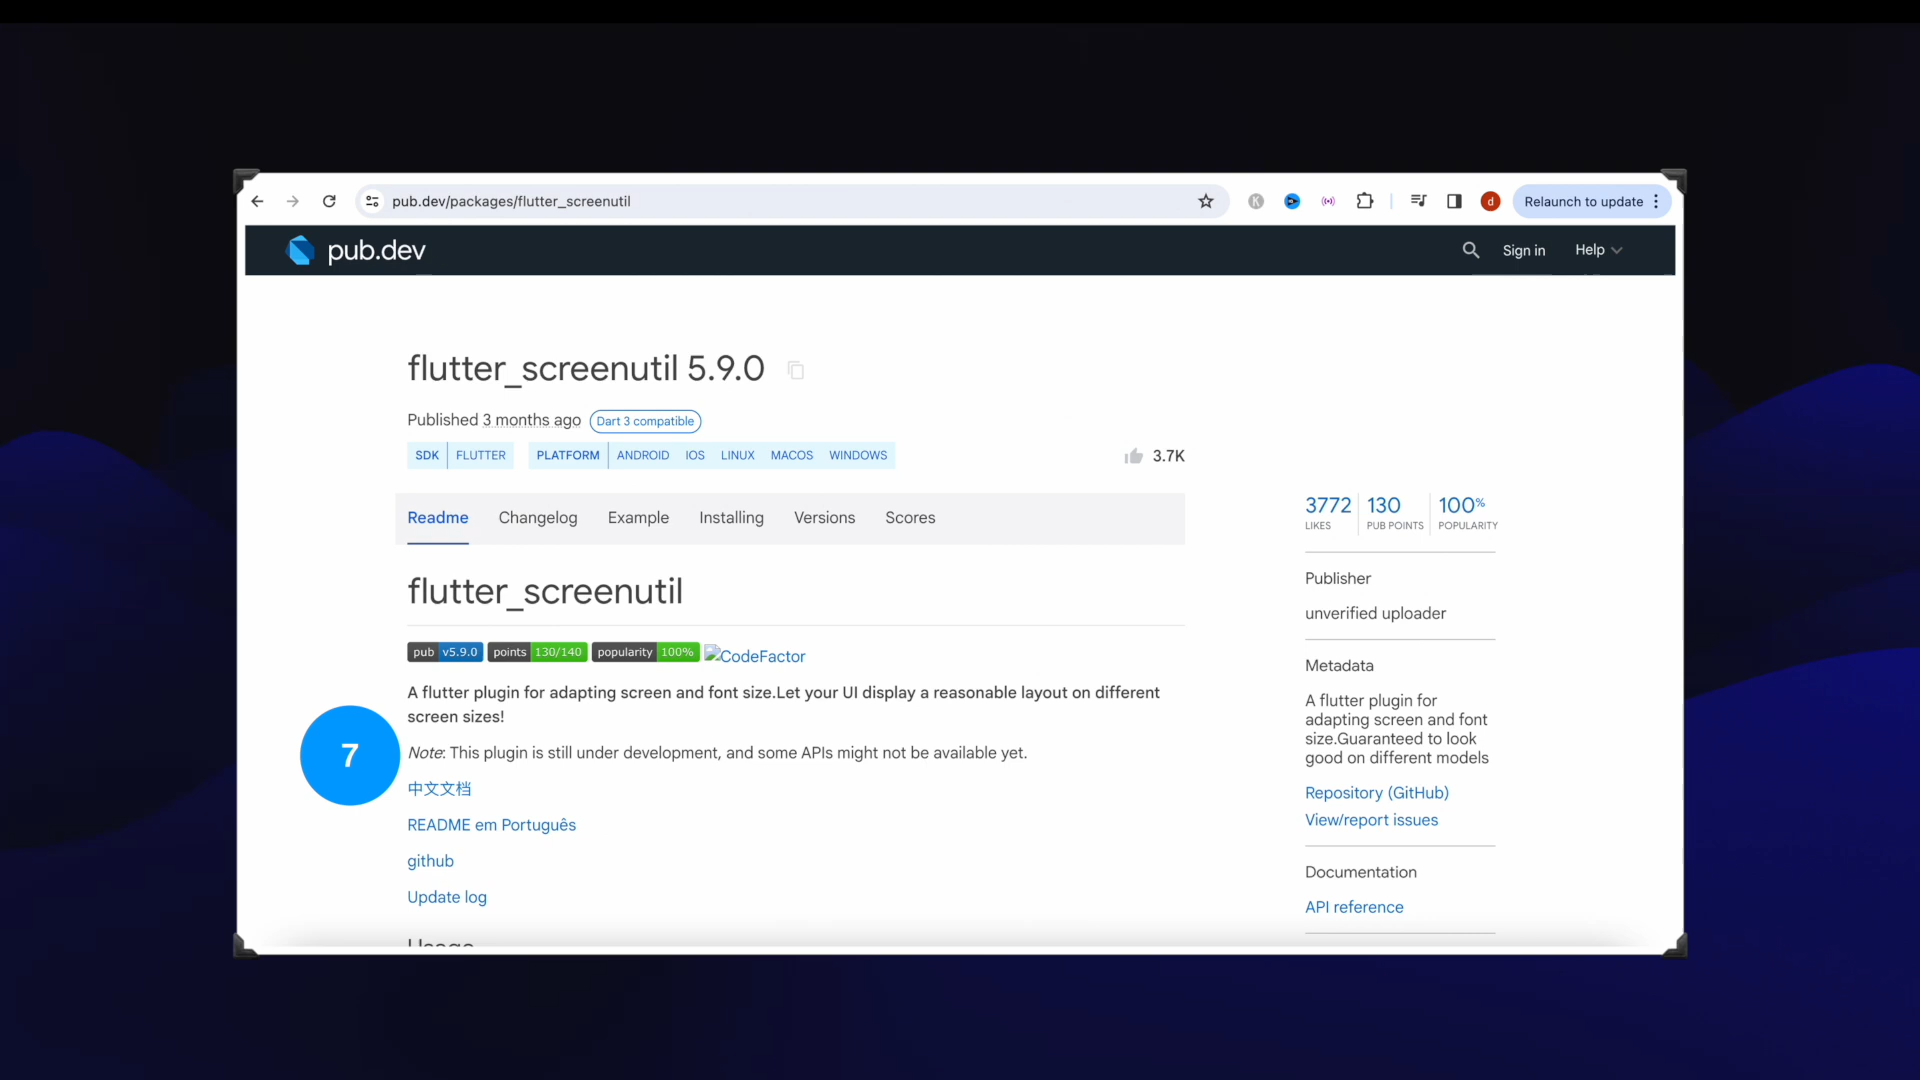 pub.dev/packages/flutter_screenutil
K
d
Relaunch to update
pub.dev
Sign in
Help
flutter_screenutil 5.9.0
Published 3 months ago
Dart 3 compatible
SDK FLUTTER
PLATFORM ANDROID IOS LINUX MACOS WINDOWS
3.7K
Readme Changelog Example Installing Versions Scores
flutter_screenutil
pub v5.9.0 points 130/140 popularity 100% CodeFactor
A flutter plugin for adapting screen and font size.Let your UI display a reasonable layout on different
screen sizes!
7
Note: This plugin is still under development, and some APIs might not be available yet.
中文文档
README em Português
github
Update log
Usage
3772 130 100%
LIKES PUB POINTS POPULARITY
Publisher
unverified uploader
Metadata
A flutter plugin for
adapting screen and font
size.Guaranteed to look
good on different models
Repository (GitHub)
View/report issues
Documentation
API reference